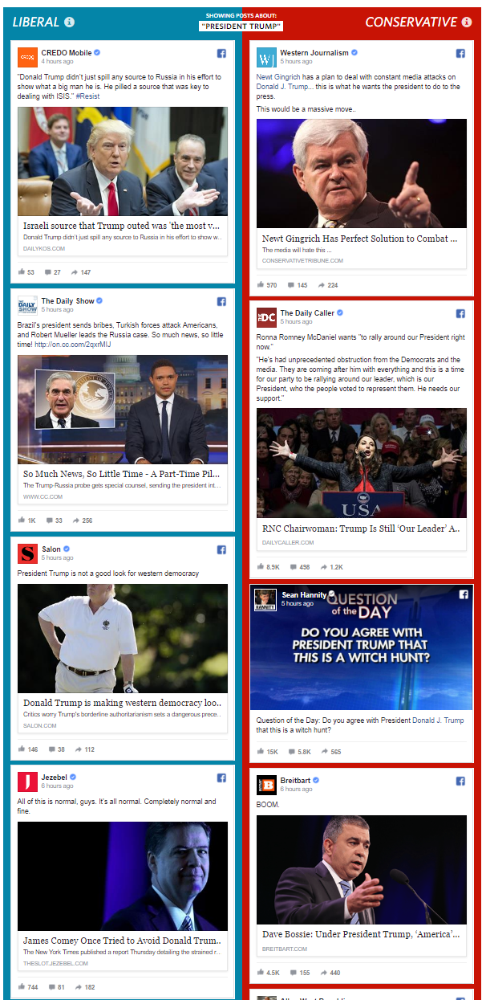 LIBERAL i
SHOWING POSTS ABOUT:
"PRESIDENT TRUMP"
CONSERVATIVE i
CREDO
CREDO Mobile
4 hours ago
"Donald Trump didn't just spill any source to Russia in his effort to
show what a big man he is. He pilled a source that was key to
dealing with ISIS." #Resist
Israeli source that Trump outed was 'the most v...
Donald Trump didn't just spill any source to Russia in his effort to show w..
DAILYKOS.COM
53 27 147
THE DAILY SHOW
The Daily Show
5 hours ago
Brazil's president sends bribes, Turkish forces attack Americans,
and Robert Mueller leads the Russia case. So much news, so little
time! http://on.cc.com/2qxrMIJ
So Much News, So Little Time - A Part-Time Pil...
The Trump-Russia probe gets special counsel, sending the president int...
WWW.CC.COM
1K 33 256
S
Salon
5 hours ago
President Trump is not a good look for western democracy
Donald Trump is making western democracy loo..
Critics worry Trump's borderline authoritarianism sets a dangerous prece..
SALON.COM
146 38 112
J
Jezebel
6 hours ago
All of this is normal, guys. It's all normal. Completely normal and
fine.
James Comey Once Tried to Avoid Donald Trum..
The New York Times published a report Thursday detailing the strained r..
THESLOT.JEZEBEL.COM
744 81 182
WJ
Western Journalism
5 hours ago
Newt Gingrich has a plan to deal with constant media attacks on
Donald J. Trump... this is what he wants the president to do to the
press.
This would be a massive move..
Newt Gingrich Has Perfect Solution to Combat ...
The media will hate this ...
CONSERVATIVETRIBUNE.COM
970 145 224
DC
The Daily Caller
5 hours ago
Ronna Romney McDaniel wants "to rally around our President right
now."
"He's had unprecedented obstruction from the Democrats and the
media. They are coming after him with everything and this is a time
for our party to be rallying around our leader, which is our
President, who the people voted to represent them. He needs our
support."
USA
RNC Chairwoman: Trump Is Still 'Our Leader' A..
DAILYCALLER.COM
8.9K 498 1.2K
HANNITY
Sean Hannity
5 hours ago
QUESTION
of the DAY
DO YOU AGREE WITH
PRESIDENT TRUMP THAT
THIS IS A WITCH HUNT?
Question of the Day: Do you agree with President Donald J. Trump
that this is a witch hunt?
15K 5.8K 565
B
Breitbart
6 hours ago
BOOM.
Dave Bossie: Under President Trump, 'America'...
BREITBART.COM
4.5K 155 440